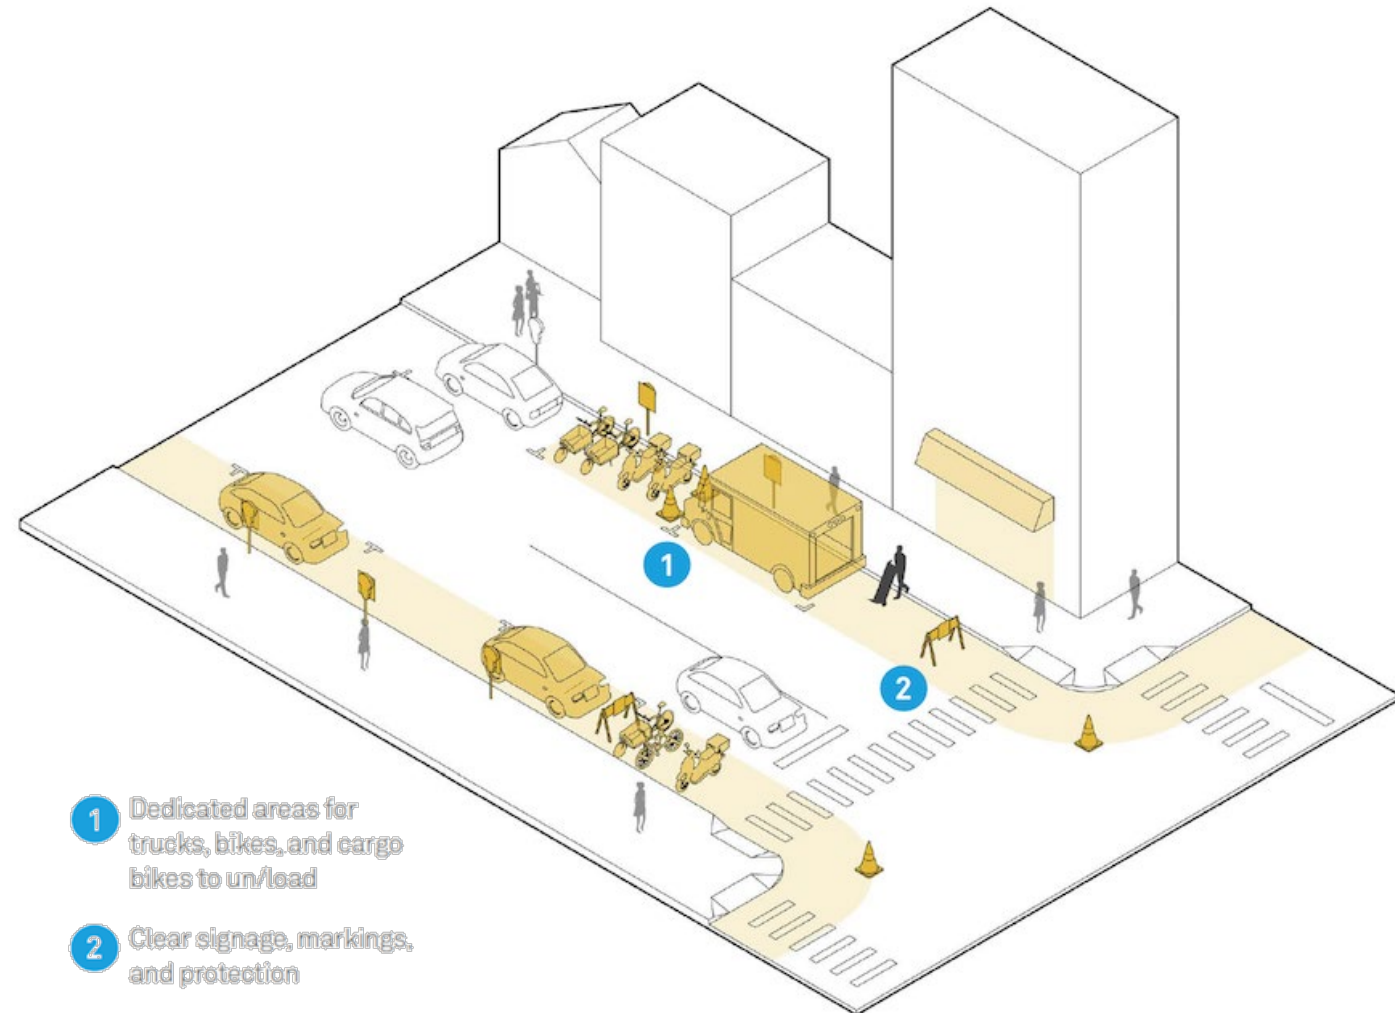 1
2
1 Dedicated areas for
trucks, bikes, and cargo
bikes to un/load
2 Clear signage, markings,
and protection